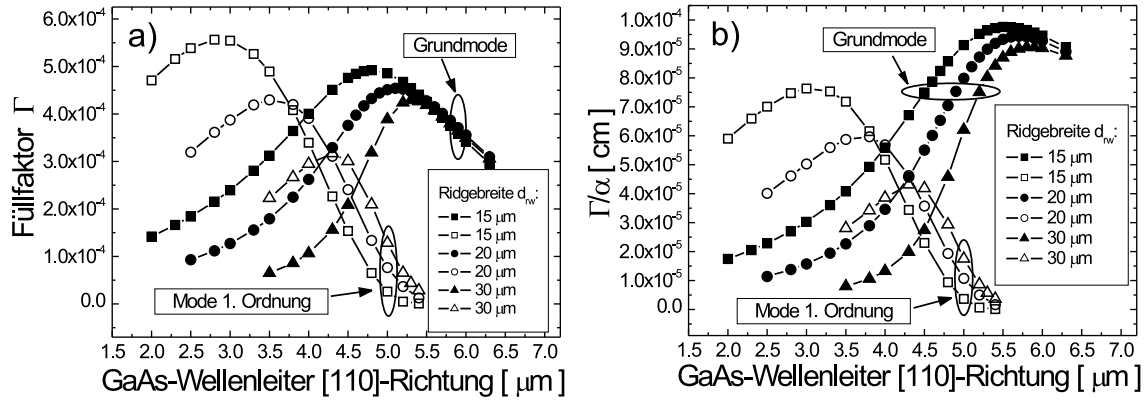 a)
Füllfaktor Γ
6.0x10⁻⁴
5.0x10⁻⁴
4.0x10⁻⁴
3.0x10⁻⁴
2.0x10⁻⁴
1.0x10⁻⁴
0.0
Grundmode
Mode 1. Ordnung
Ridgebreite d_rw:
15 μm
15 μm
20 μm
20 μm
30 μm
30 μm
1.5 2.0 2.5 3.0 3.5 4.0 4.5 5.0 5.5 6.0 6.5 7.0
GaAs-Wellenleiter [110]-Richtung [ μm ]
b)
Γ/α [ cm ]
1.0x10⁻⁴
9.0x10⁻⁵
8.0x10⁻⁵
7.0x10⁻⁵
6.0x10⁻⁵
5.0x10⁻⁵
4.0x10⁻⁵
3.0x10⁻⁵
2.0x10⁻⁵
1.0x10⁻⁵
0.0
Grundmode
Mode 1. Ordnung
Ridgebreite d_rw:
15 μm
15 μm
20 μm
20 μm
30 μm
30 μm
1.5 2.0 2.5 3.0 3.5 4.0 4.5 5.0 5.5 6.0 6.5 7.0
GaAs-Wellenleiter [110]-Richtung [ μm ]